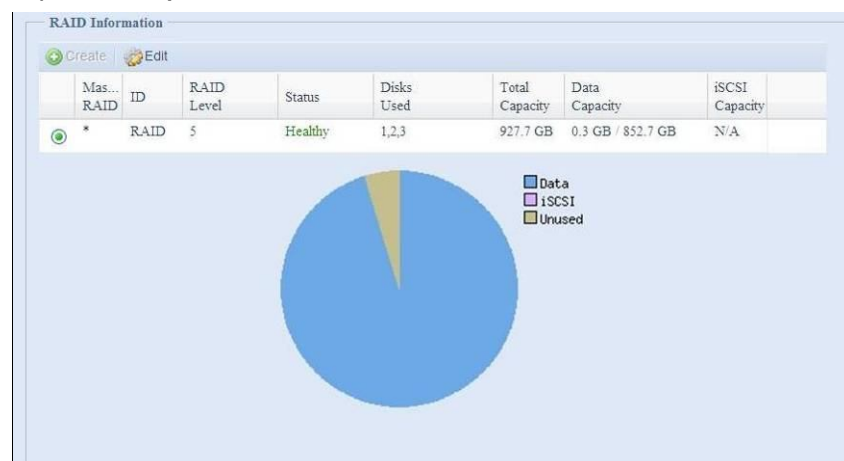 RAID Information
Create Edit
Mas... RAID ID RAID Level Status Disks Used Total Capacity Data Capacity iSCSI Capacity
* RAID 5 Healthy 1,2,3 927.7 GB 0.3 GB / 852.7 GB N/A
Data
iSCSI
Unused